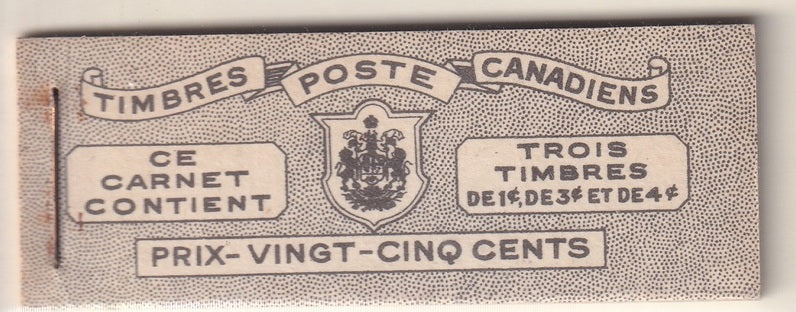 TIMBRES POSTE CANADIENS
CE
CARNET
CONTIENT
TROIS
TIMBRES
DE 1¢, DE 3¢ ET DE 4¢
PRIX-VINGT-CINQ CENTS